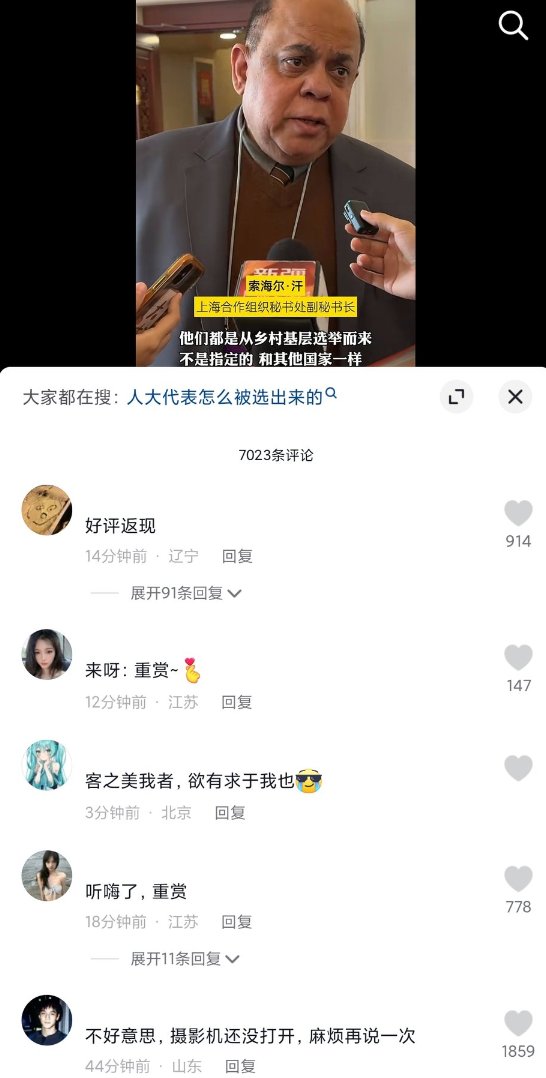 新疆
索海尔·汗
上海合作组织秘书处副秘书长
他们都是从乡村基层选举而来
不是指定的 和其他国家一样
大家都在搜：人大代表怎么被选出来的
7023条评论
好评返现
914
14分钟前 · 辽宁 回复
展开91条回复
来呀：重赏~
147
12分钟前 · 江苏 回复
客之美我者，欲有求于我也
3分钟前 · 北京 回复
听嗨了，重赏
778
18分钟前 · 江苏 回复
展开11条回复
不好意思，摄影机还没打开，麻烦再说一次
1859
44分钟前 · 山东 回复